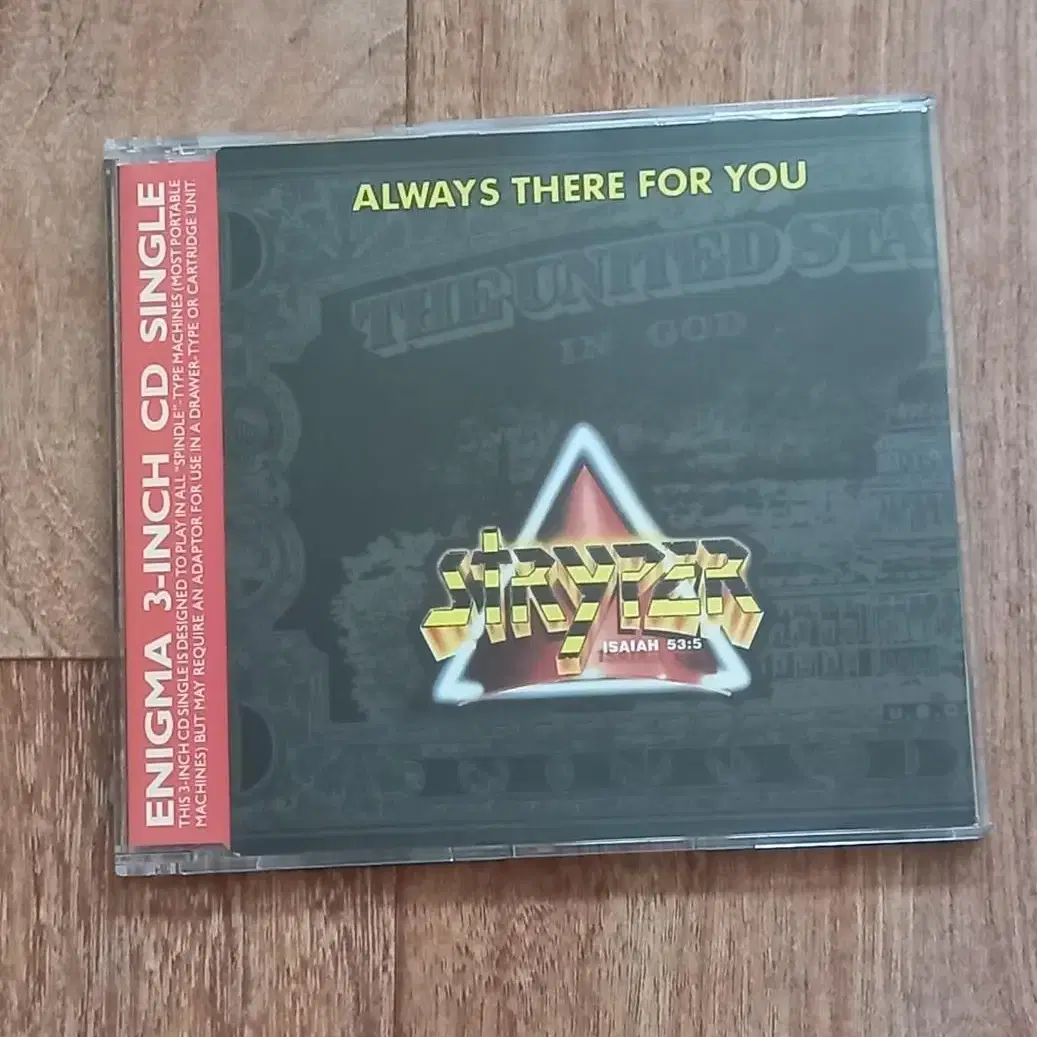 ALWAYS THERE FOR YOU
THE UNITED STA
IN GOD
STRYPER
ISAIAH 53:5
ENIGMA 3-INCH CD SINGLE
THIS 3-INCH CD SINGLE IS DESIGNED TO PLAY IN ALL "SPINDLE"-TYPE MACHINES (MOST PORTABLE
MACHINES) BUT MAY REQUIRE AN ADAPTOR FOR USE IN A DRAWER-TYPE OR CARTRIDGE UNIT.